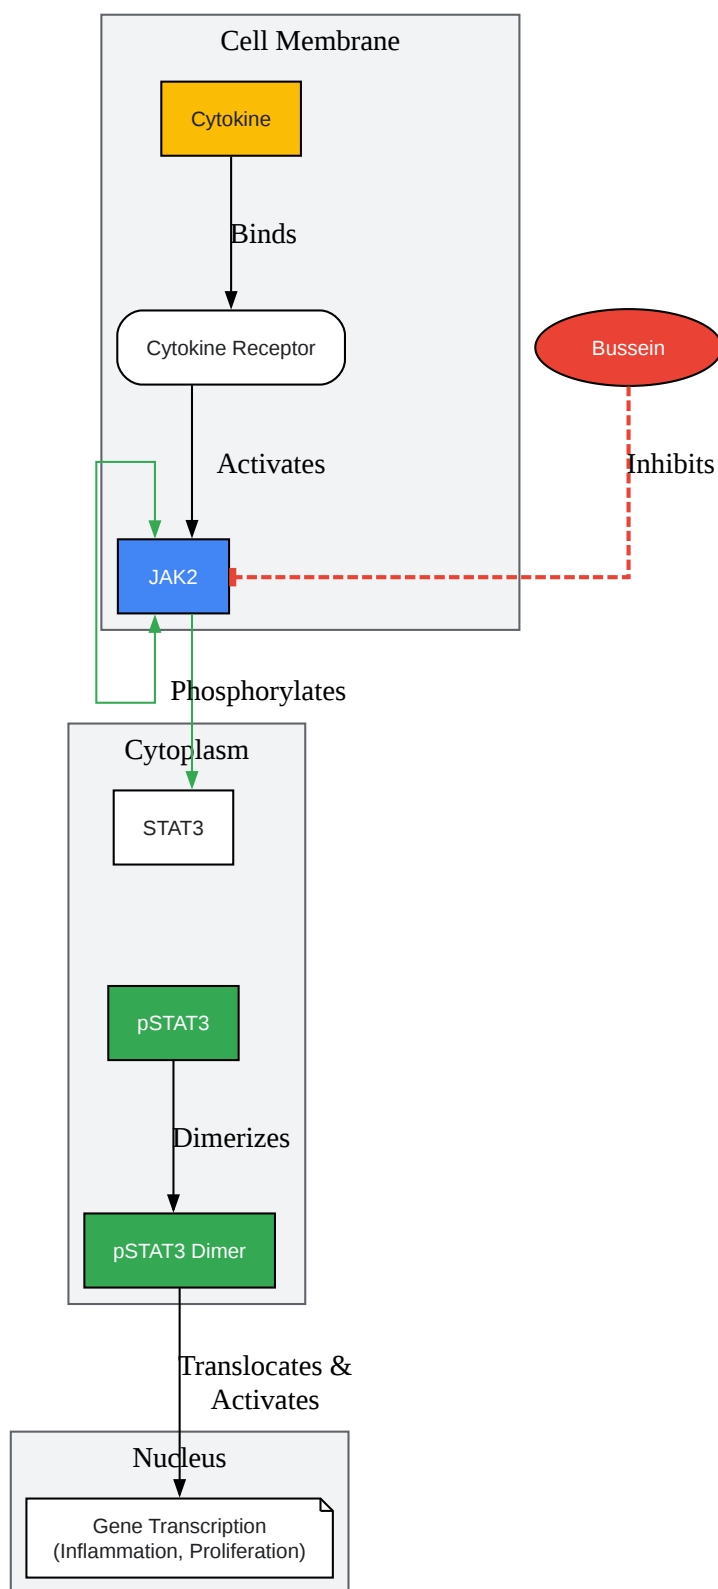 Cell Membrane
Cytokine
Binds
Cytokine Receptor
Bussein
Activates
Inhibits
JAK2
Phosphorylates
Cytoplasm
STAT3
pSTAT3
Dimerizes
pSTAT3 Dimer
Translocates &
Activates
Nucleus
Gene Transcription
(Inflammation, Proliferation)